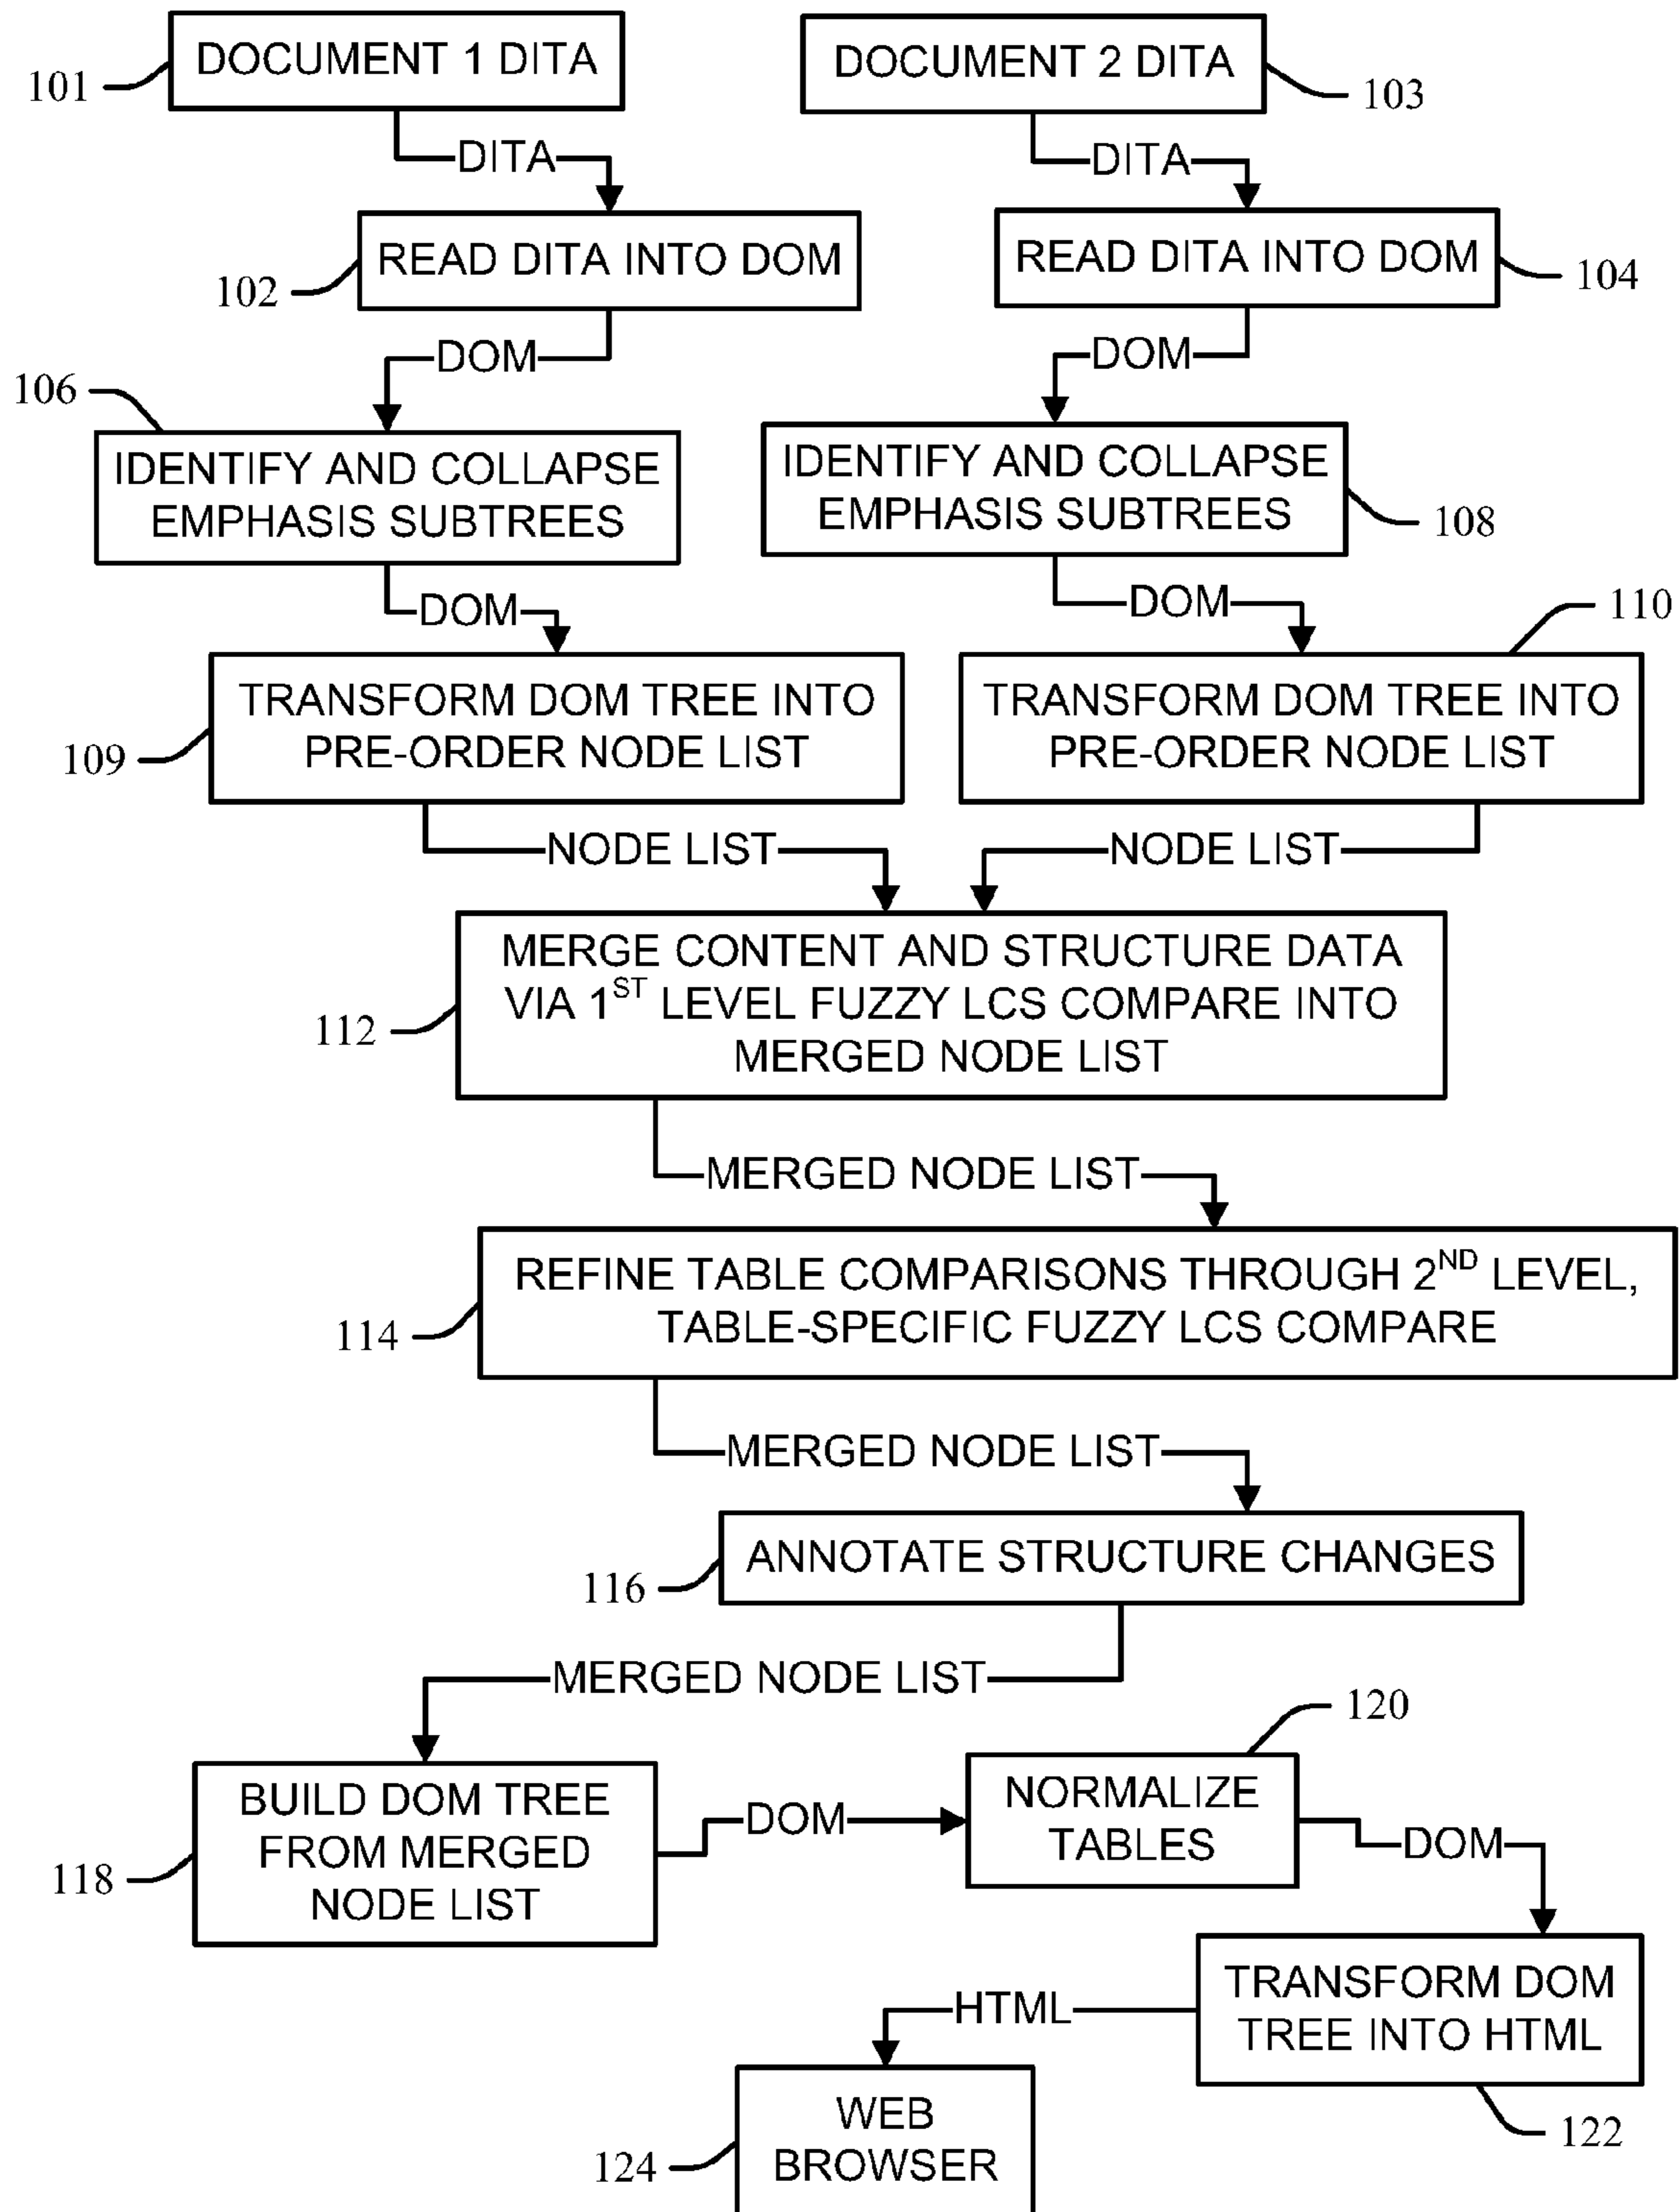 DOCUMENT 1 DITA
101
DOCUMENT 2 DITA
103
DITA
DITA
READ DITA INTO DOM
102
READ DITA INTO DOM
104
DOM
DOM
106
IDENTIFY AND COLLAPSE
EMPHASIS SUBTREES
IDENTIFY AND COLLAPSE
EMPHASIS SUBTREES
108
DOM
DOM
110
TRANSFORM DOM TREE INTO
PRE-ORDER NODE LIST
109
TRANSFORM DOM TREE INTO
PRE-ORDER NODE LIST
NODE LIST
NODE LIST
MERGE CONTENT AND STRUCTURE DATA
VIA 1ST LEVEL FUZZY LCS COMPARE INTO
MERGED NODE LIST
112
MERGED NODE LIST
REFINE TABLE COMPARISONS THROUGH 2ND LEVEL,
TABLE-SPECIFIC FUZZY LCS COMPARE
114
MERGED NODE LIST
ANNOTATE STRUCTURE CHANGES
116
MERGED NODE LIST
120
BUILD DOM TREE
FROM MERGED
NODE LIST
118
DOM
NORMALIZE
TABLES
DOM
TRANSFORM DOM
TREE INTO HTML
122
HTML
WEB
BROWSER
124